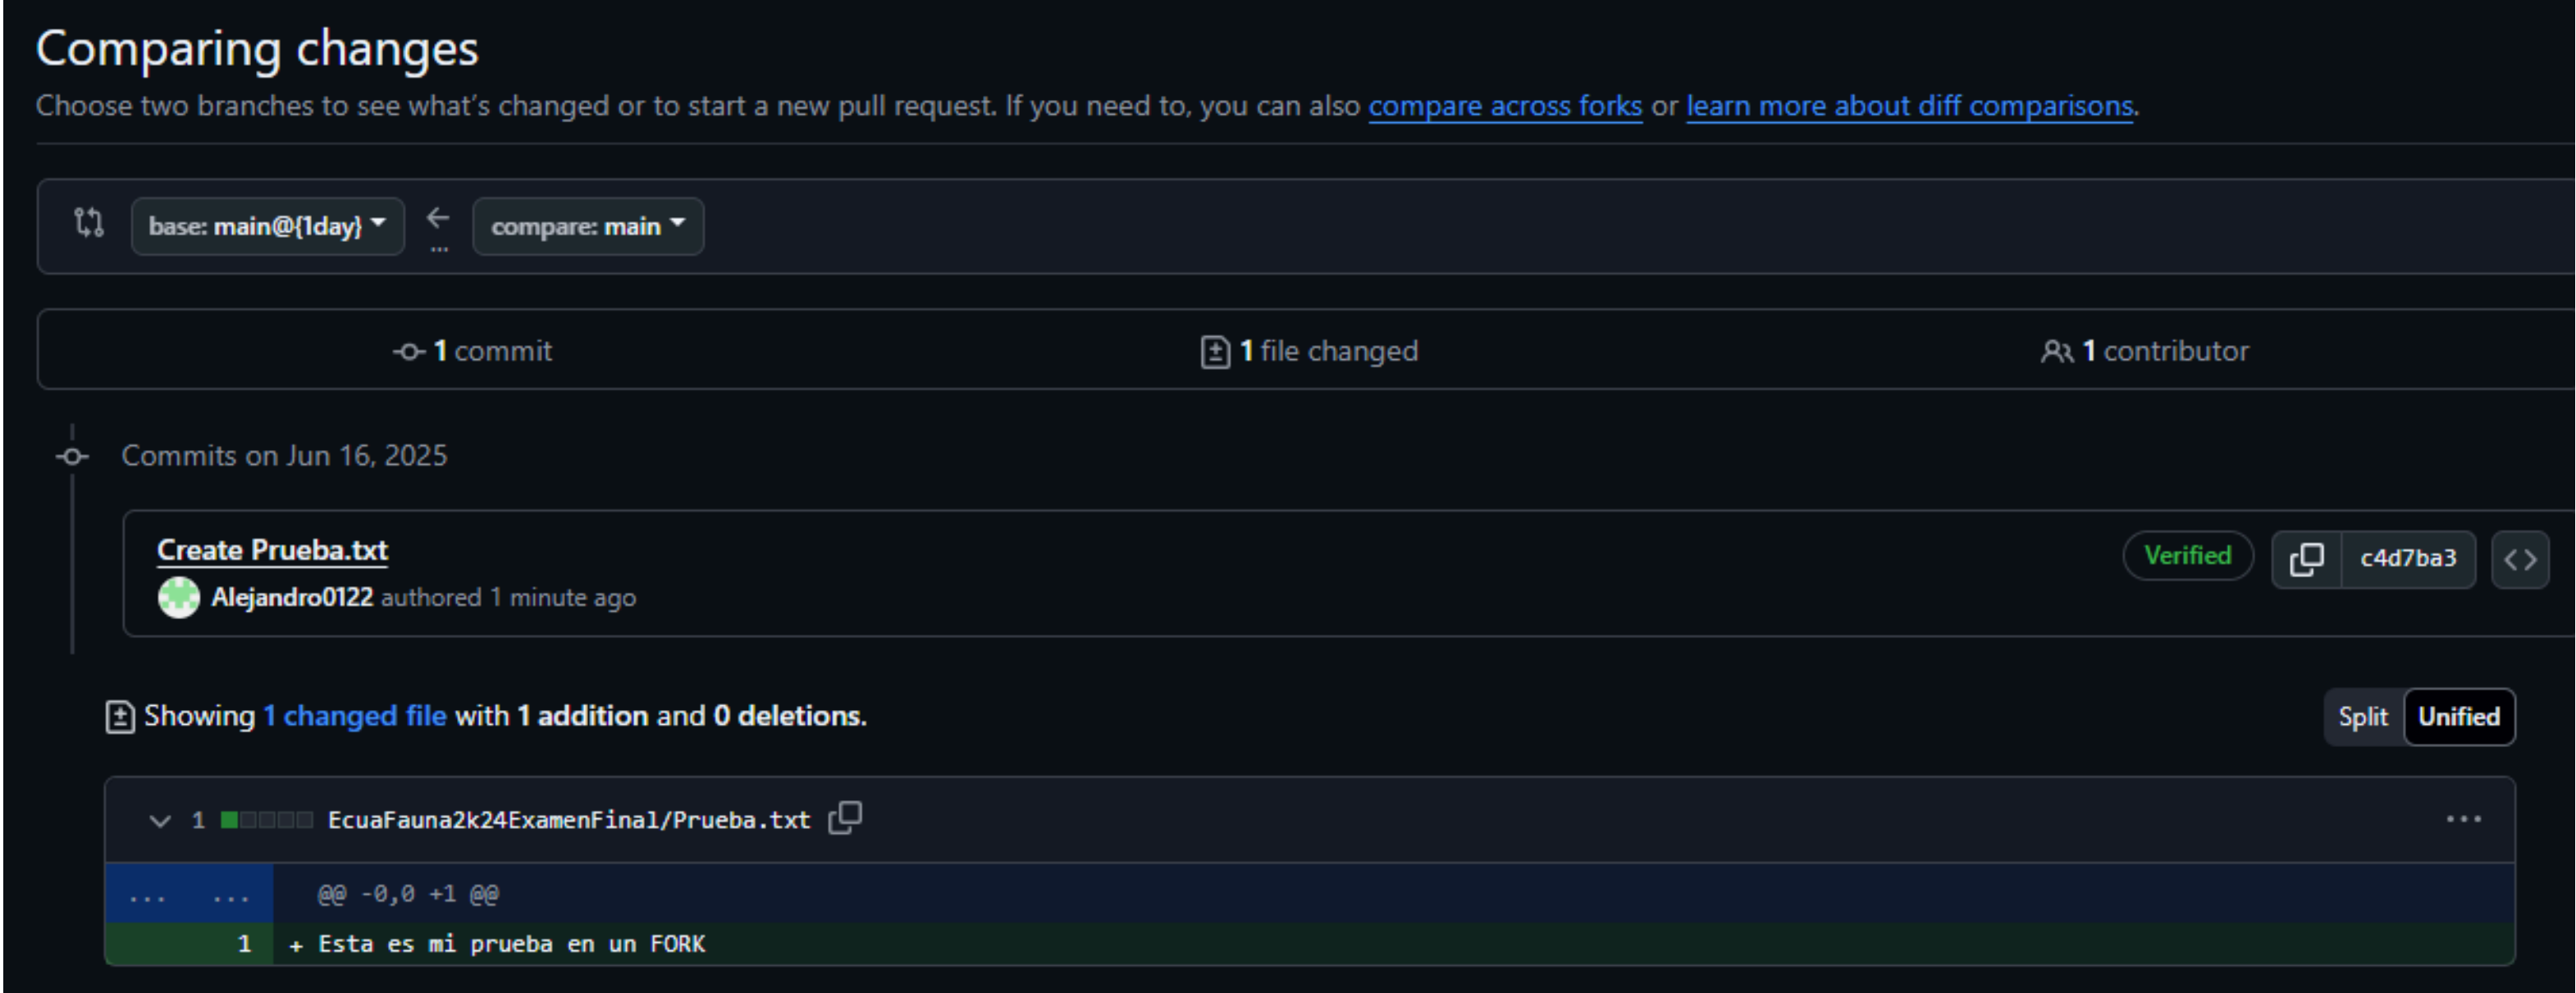 Comparing changes
Choose two branches to see what's changed or to start a new pull request. If you need to, you can also compare across forks or learn more about diff comparisons.
base: main@{1day} ← compare: main
...
1 commit 1 file changed 1 contributor
Commits on Jun 16, 2025
Create Prueba.txt
Verified c4d7ba3
Alejandro0122 authored 1 minute ago
Showing 1 changed file with 1 addition and 0 deletions.
Split Unified
1 EcuaFauna2k24ExamenFinal/Prueba.txt
... ... @@ -0,0 +1 @@
1 + Esta es mi prueba en un FORK